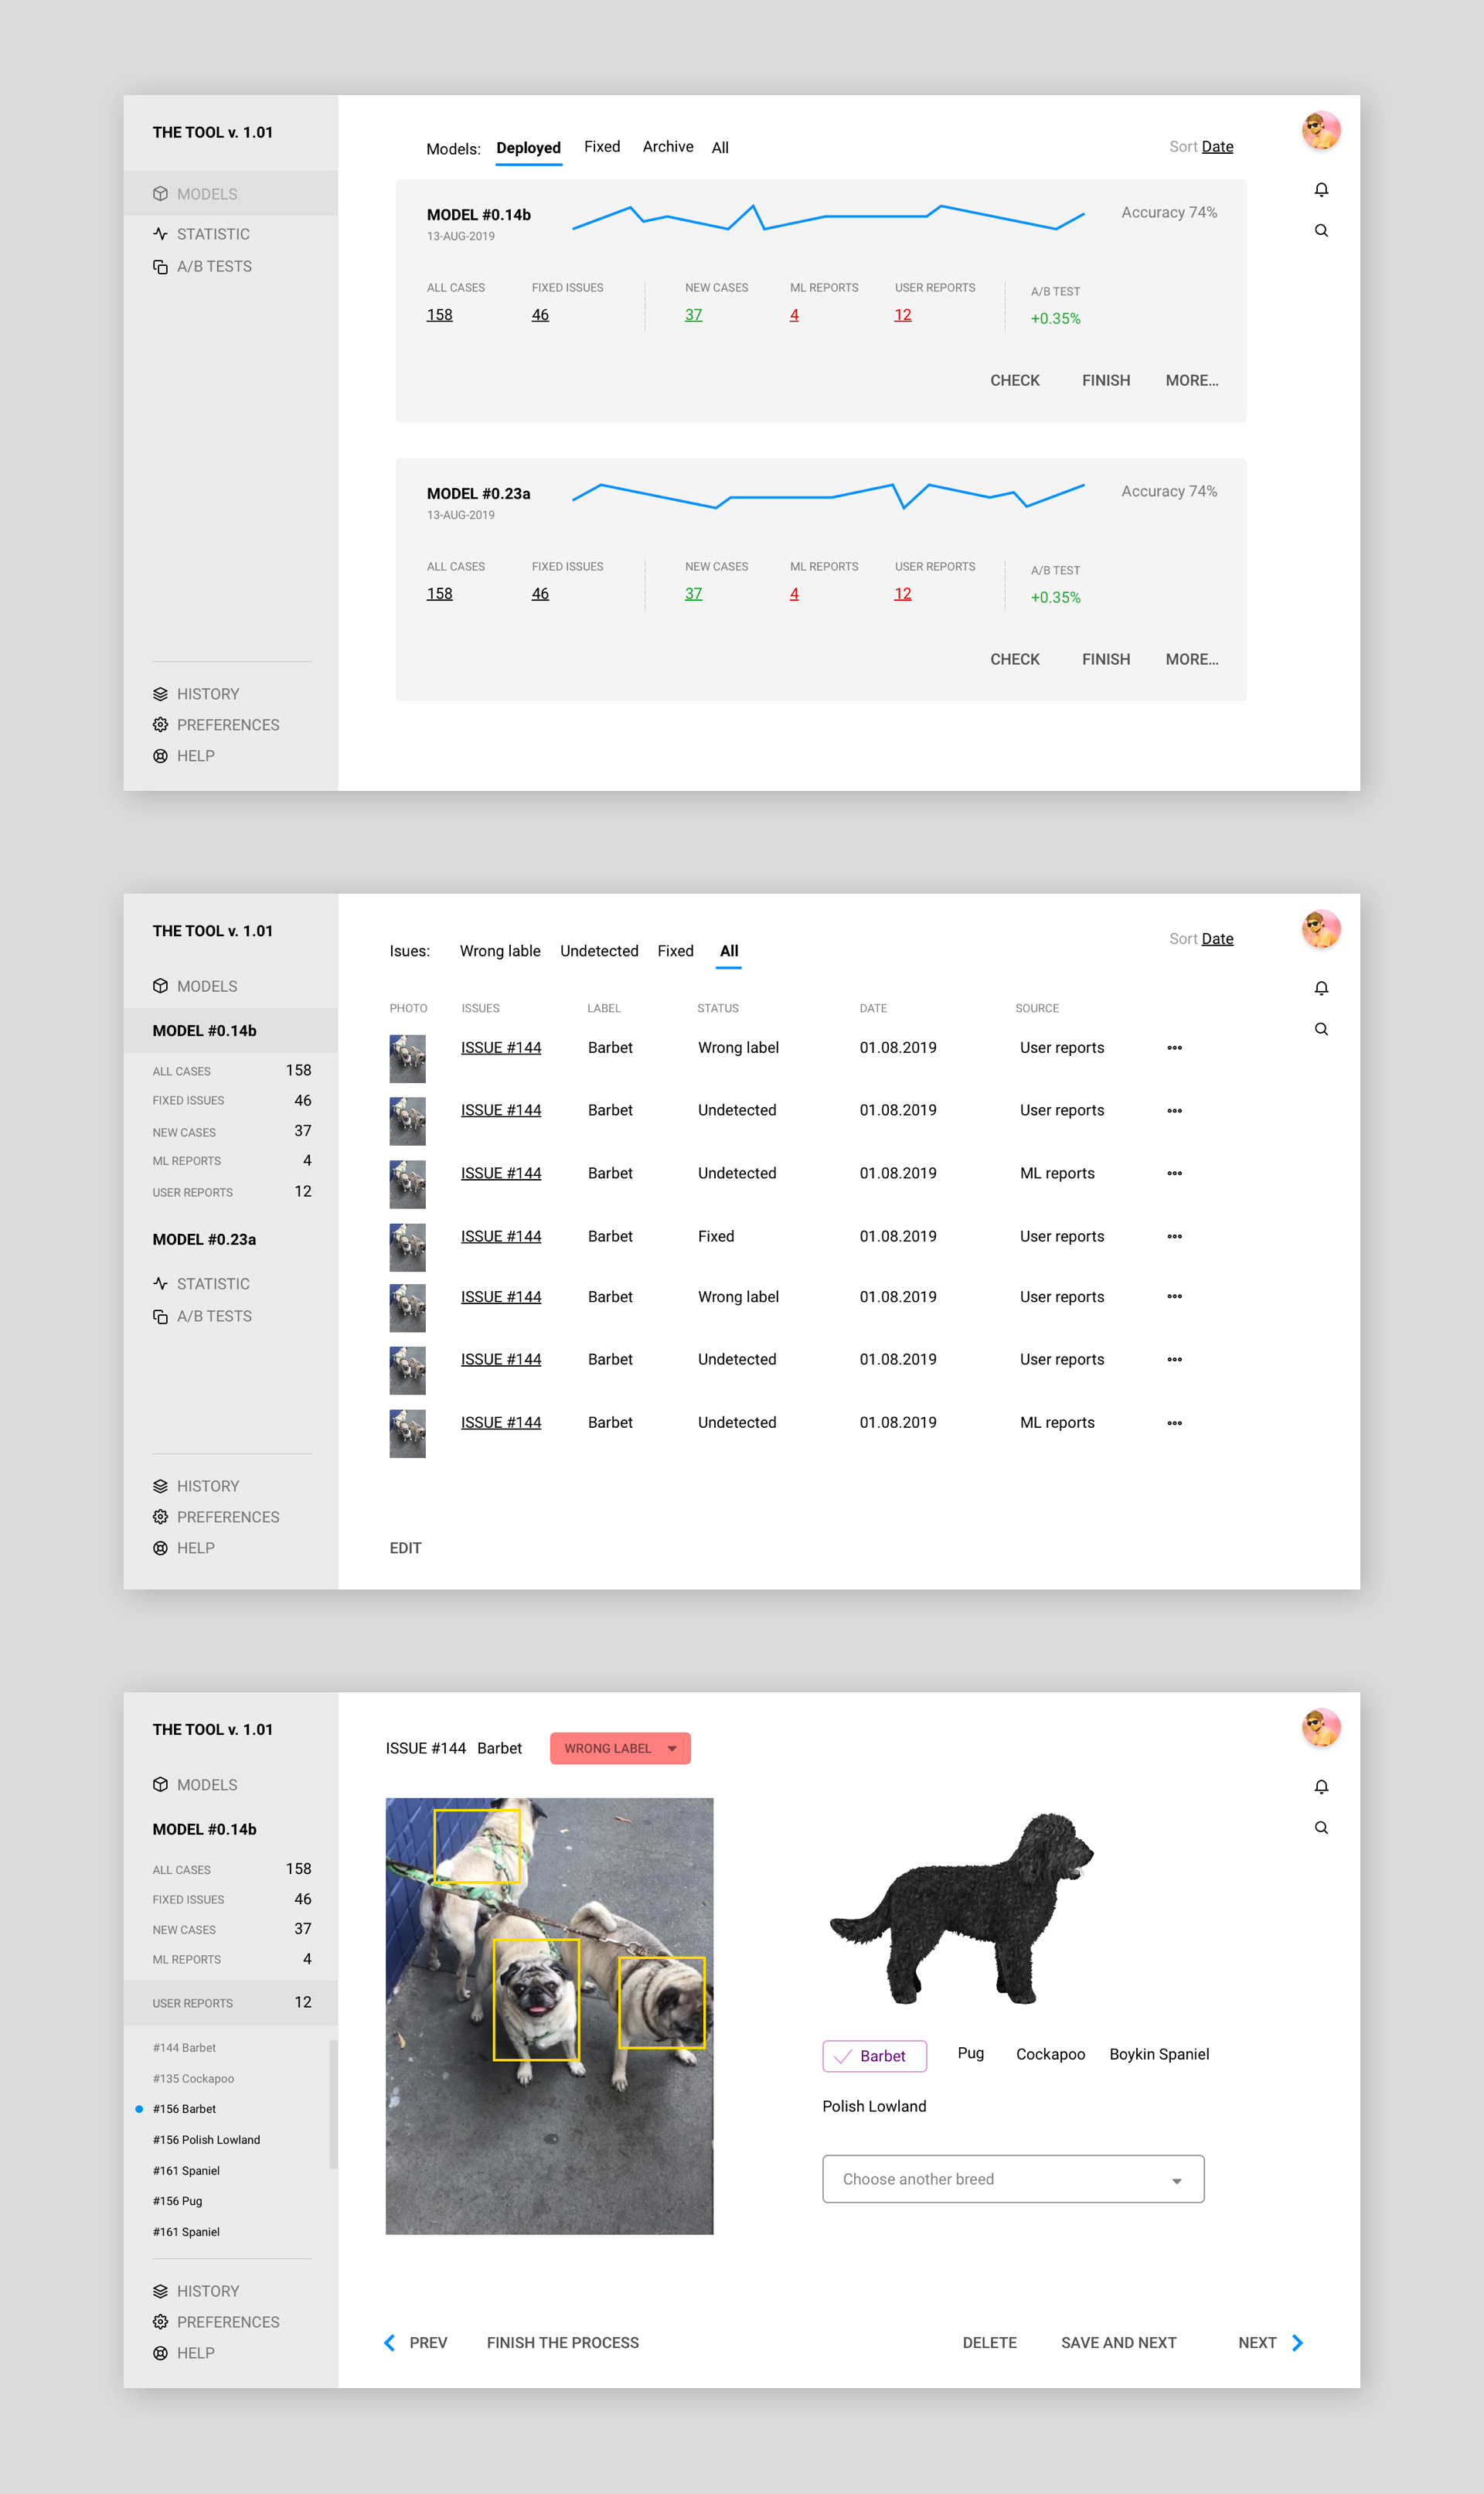 THE TOOL v. 1.01
MODELS
STATISTIC
A/B TESTS
HISTORY
PREFERENCES
HELP
Models: Deployed Fixed Archive All Sort Date
MODEL #0.14b Accuracy 74%
13-AUG-2019
ALL CASES FIXED ISSUES NEW CASES ML REPORTS USER REPORTS A/B TEST
158 46 37 4 12 +0.35%
CHECK FINISH MORE...
MODEL #0.23a Accuracy 74%
13-AUG-2019
ALL CASES FIXED ISSUES NEW CASES ML REPORTS USER REPORTS A/B TEST
158 46 37 4 12 +0.35%
CHECK FINISH MORE...
THE TOOL v. 1.01
MODELS
MODEL #0.14b
ALL CASES 158
FIXED ISSUES 46
NEW CASES 37
ML REPORTS 4
USER REPORTS 12
MODEL #0.23a
STATISTIC
A/B TESTS
HISTORY
PREFERENCES
HELP
Isues: Wrong lable Undetected Fixed All Sort Date
PHOTO ISSUES LABEL STATUS DATE SOURCE
ISSUE #144 Barbet Wrong label 01.08.2019 User reports
ISSUE #144 Barbet Undetected 01.08.2019 User reports
ISSUE #144 Barbet Undetected 01.08.2019 ML reports
ISSUE #144 Barbet Fixed 01.08.2019 User reports
ISSUE #144 Barbet Wrong label 01.08.2019 User reports
ISSUE #144 Barbet Undetected 01.08.2019 User reports
ISSUE #144 Barbet Undetected 01.08.2019 ML reports
EDIT
THE TOOL v. 1.01
MODELS
MODEL #0.14b
ALL CASES 158
FIXED ISSUES 46
NEW CASES 37
ML REPORTS 4
USER REPORTS 12
#144 Barbet
#135 Cockapoo
#156 Barbet
#156 Polish Lowland
#161 Spaniel
#156 Pug
#161 Spaniel
HISTORY
PREFERENCES
HELP
ISSUE #144 Barbet WRONG LABEL
Barbet Pug Cockapoo Boykin Spaniel
Polish Lowland
Choose another breed
PREV FINISH THE PROCESS DELETE SAVE AND NEXT NEXT